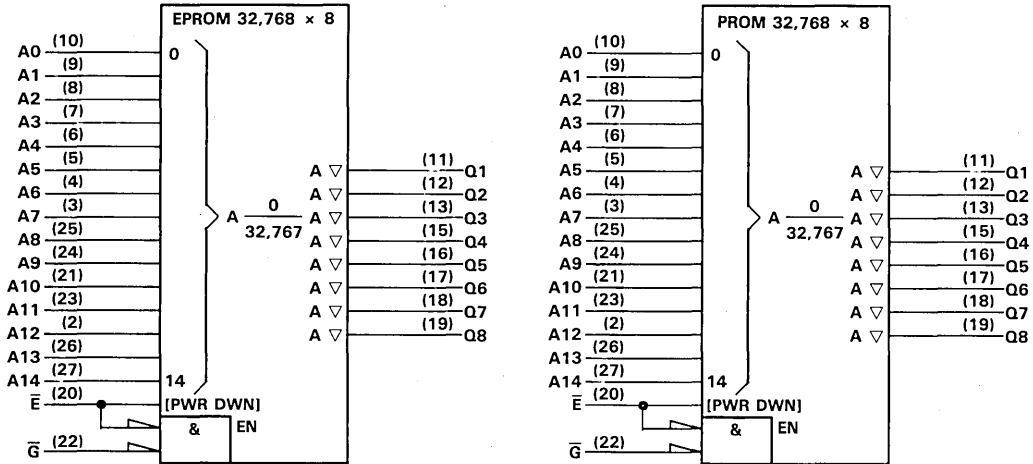 EPROM 32,768 × 8
A0 (10) 0
A1 (9)
A2 (8)
A3 (7)
A4 (6)
A5 (5) A ▽ (11) Q1
A6 (4) A ▽ (12) Q2
A7 (3) A 0/32,767 A ▽ (13) Q3
A8 (25) A ▽ (15) Q4
A9 (24) A ▽ (16) Q5
A10 (21) A ▽ (17) Q6
A11 (23) A ▽ (18) Q7
A12 (2) A ▽ (19) Q8
A13 (26)
A14 (27) 14
E̅ (20) [PWR DWN]
& EN
G̅ (22)
PROM 32,768 × 8
A0 (10) 0
A1 (9)
A2 (8)
A3 (7)
A4 (6)
A5 (5) A ▽ (11) Q1
A6 (4) A ▽ (12) Q2
A7 (3) A 0/32,767 A ▽ (13) Q3
A8 (25) A ▽ (15) Q4
A9 (24) A ▽ (16) Q5
A10 (21) A ▽ (17) Q6
A11 (23) A ▽ (18) Q7
A12 (2) A ▽ (19) Q8
A13 (26)
A14 (27) 14
E̅ (20) [PWR DWN]
& EN
G̅ (22)